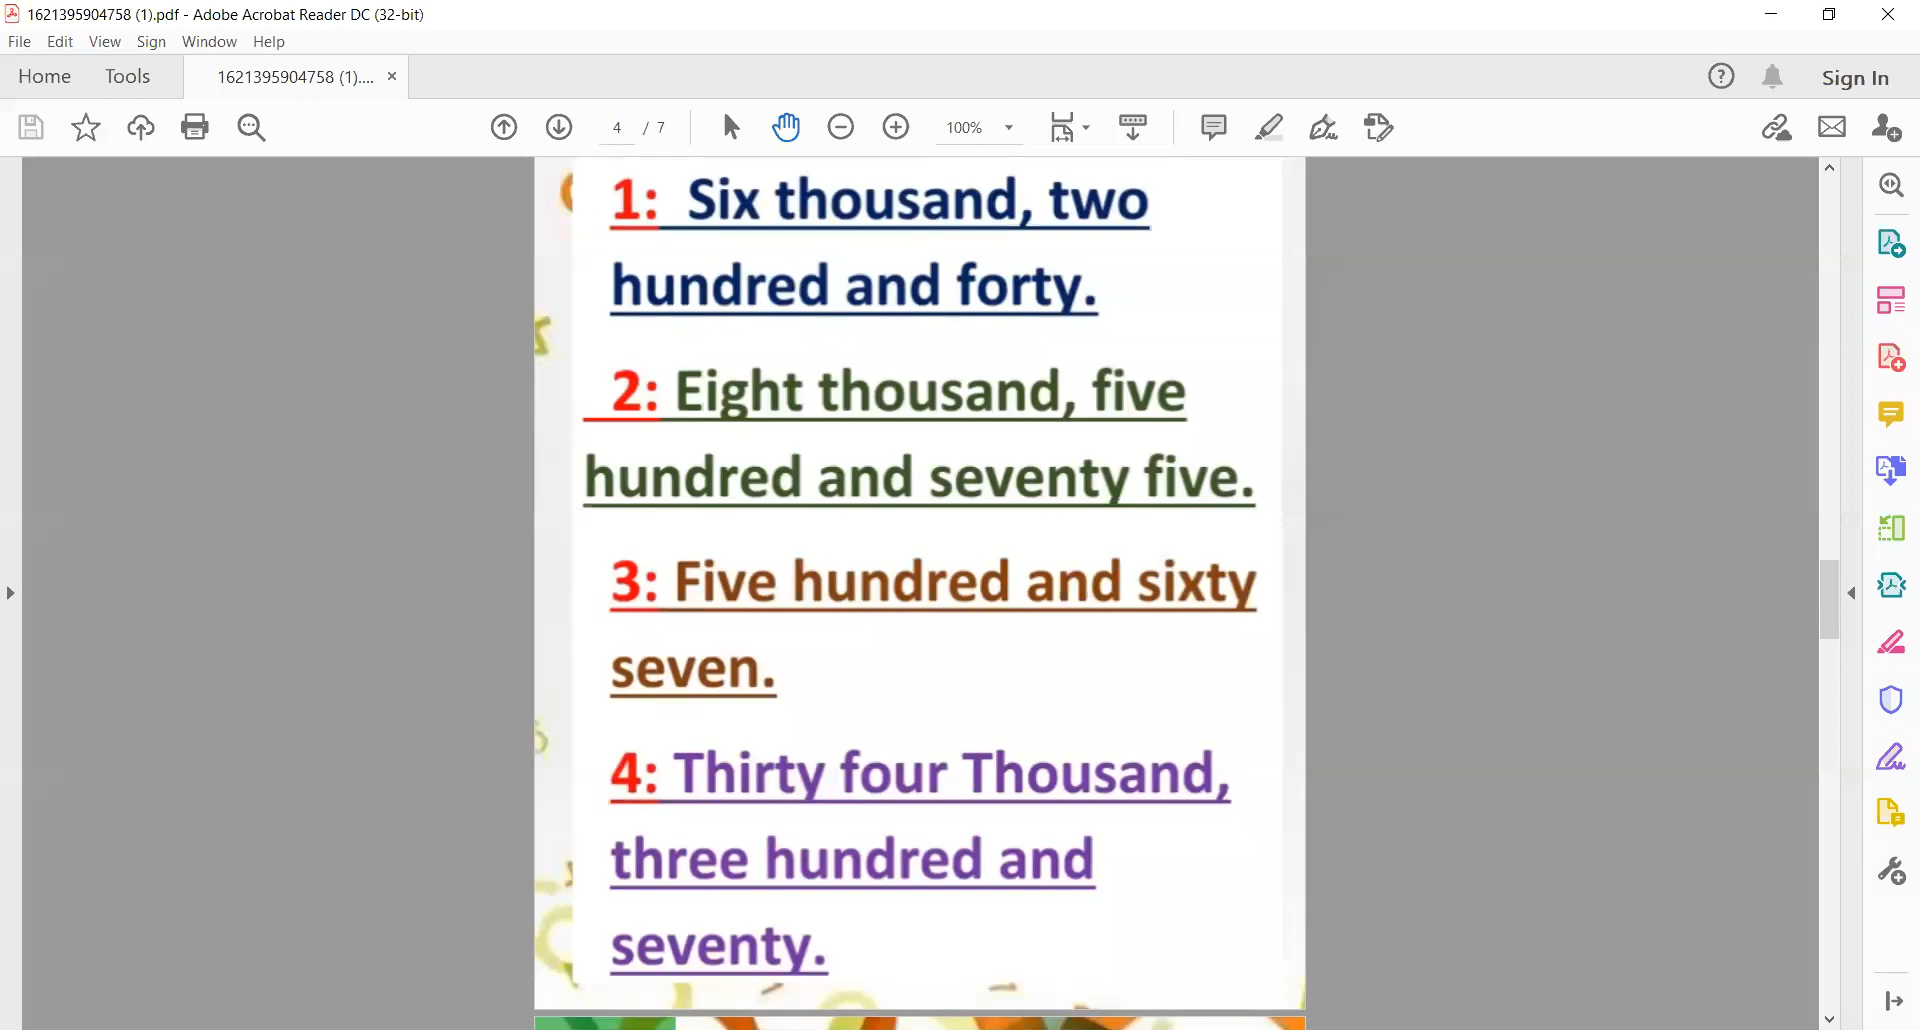 1621395904758 (1).pdf - Adobe Acrobat Reader DC (32-bit)
File Edit View Sign Window Help
Home Tools 1621395904758 (1).... × Sign In
4 / 7 100%
1: Six thousand, two
hundred and forty.
2: Eight thousand, five
hundred and seventy five.
3: Five hundred and sixty
seven.
4: Thirty four Thousand,
three hundred and
seventy.